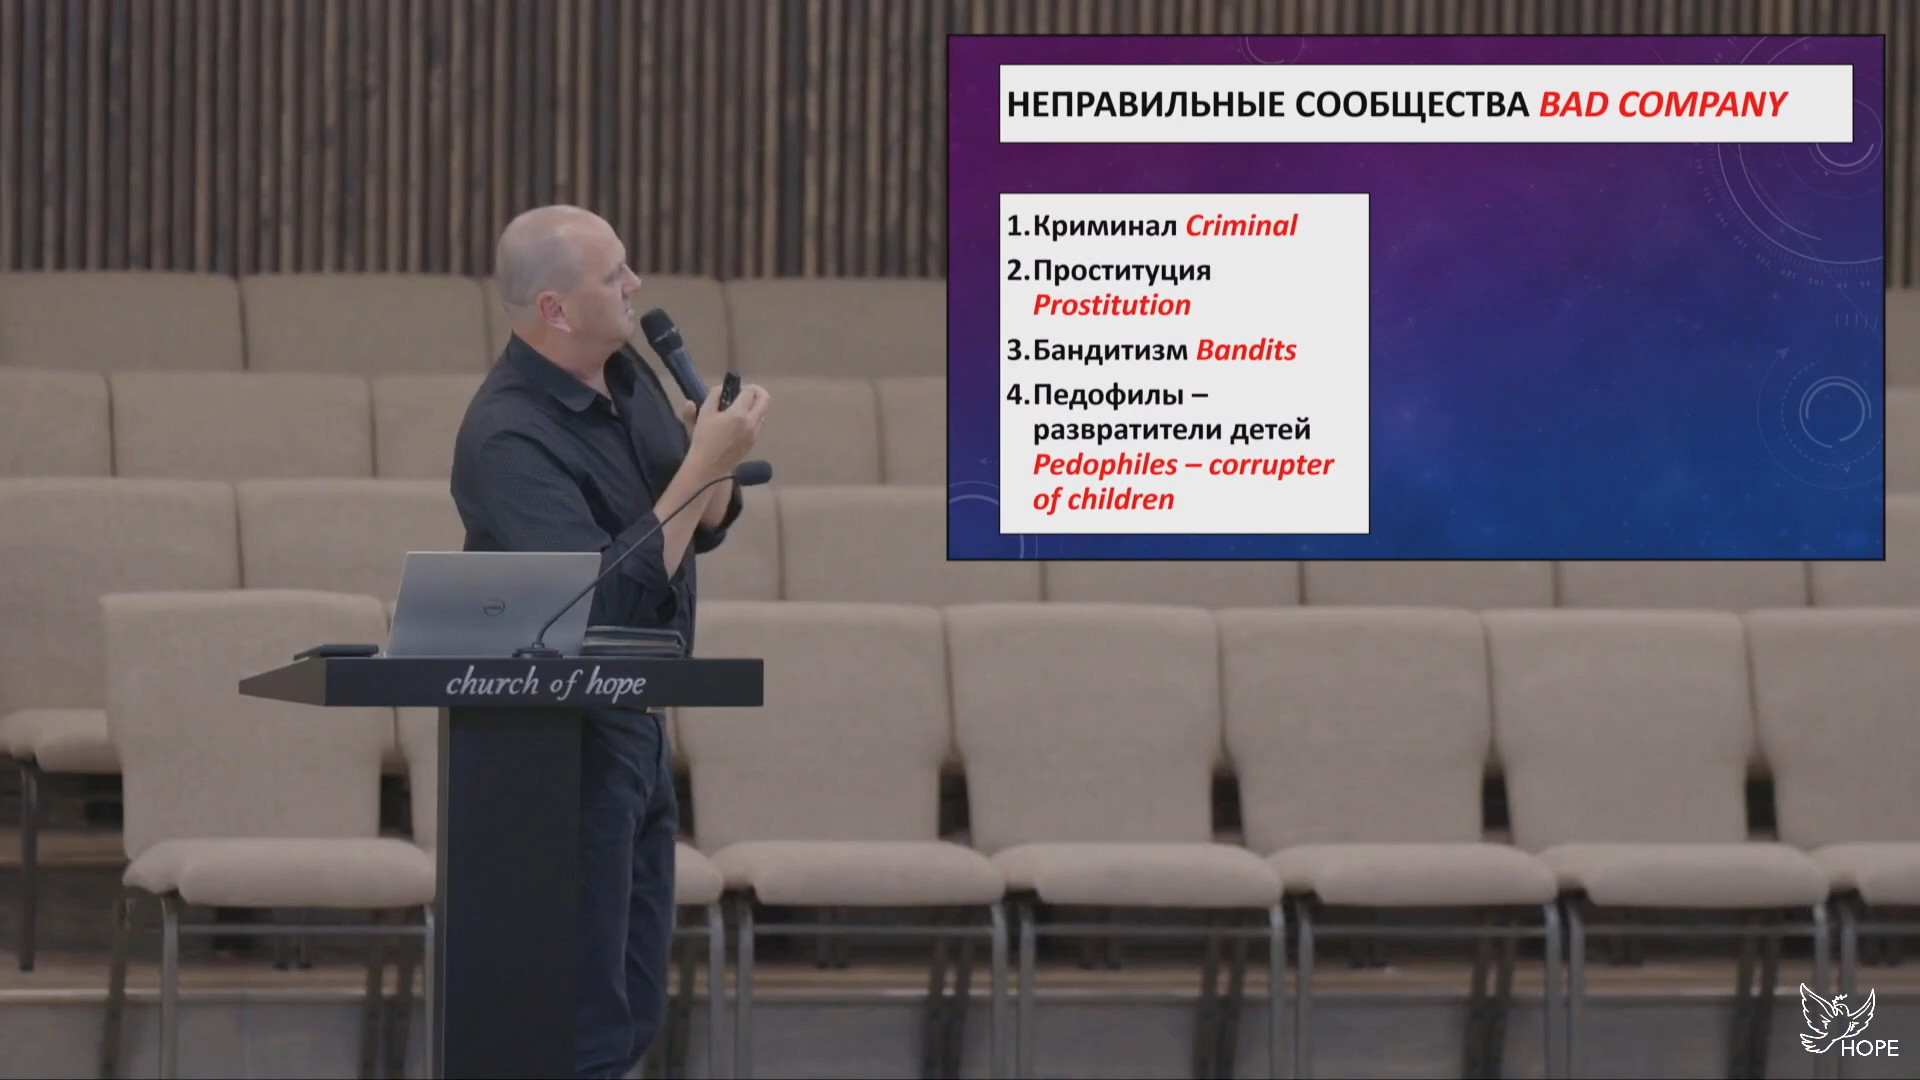 НЕПРАВИЛЬНЫЕ СООБЩЕСТВА BAD COMPANY
1. Криминал Criminal
2. Проституция
Prostitution
3. Бандитизм Bandits
4. Педофилы –
развратители детей
Pedophiles – corrupter
of children
church of hope
HOPE